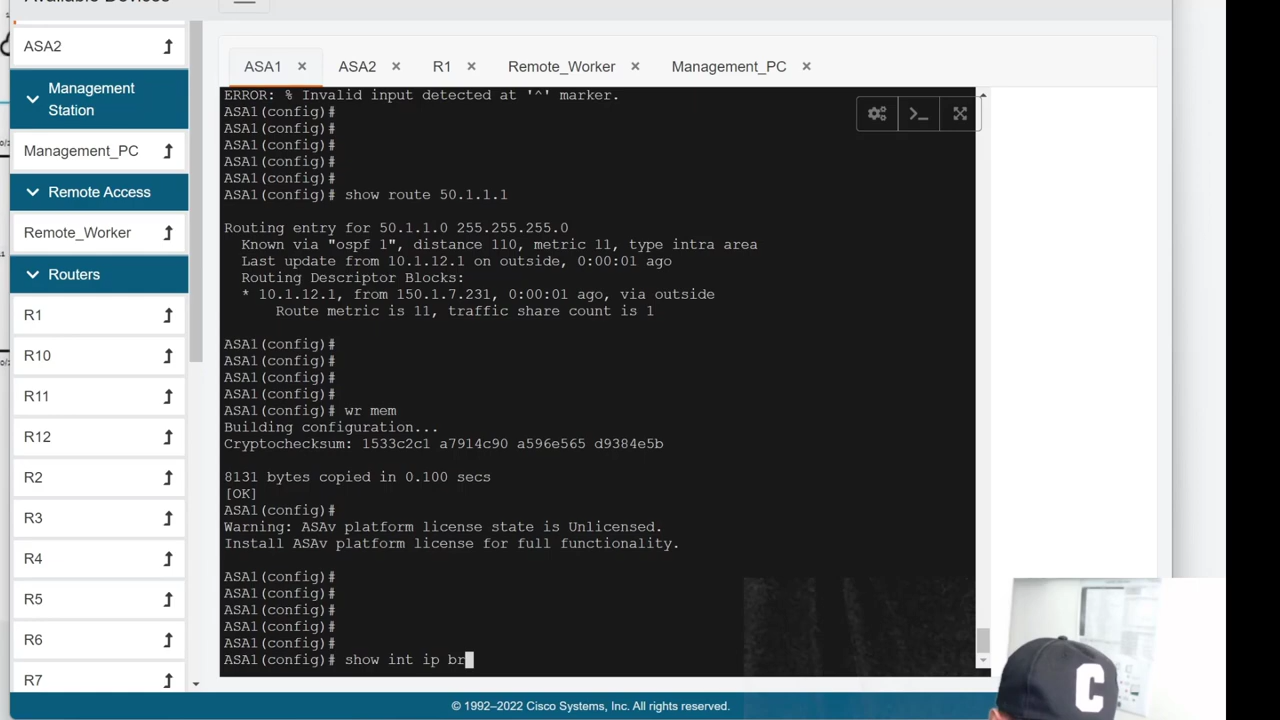 Available Devices
ASA2
Management
Station
Management_PC
Remote Access
Remote_Worker
Routers
R1
R10
R11
R12
R2
R3
R4
R5
R6
R7
ASA1 × ASA2 × R1 × Remote_Worker × Management_PC ×
ERROR: % Invalid input detected at '^' marker.
ASA1(config)#
ASA1(config)#
ASA1(config)#
ASA1(config)#
ASA1(config)#
ASA1(config)# show route 50.1.1.1
Routing entry for 50.1.1.0 255.255.255.0
Known via "ospf 1", distance 110, metric 11, type intra area
Last update from 10.1.12.1 on outside, 0:00:01 ago
Routing Descriptor Blocks:
* 10.1.12.1, from 150.1.7.231, 0:00:01 ago, via outside
Route metric is 11, traffic share count is 1
ASA1(config)#
ASA1(config)#
ASA1(config)#
ASA1(config)#
ASA1(config)# wr mem
Building configuration...
Cryptochecksum: 1533c2c1 a7914c90 a596e565 d9384e5b
8131 bytes copied in 0.100 secs
[OK]
ASA1(config)#
Warning: ASAv platform license state is Unlicensed.
Install ASAv platform license for full functionality.
ASA1(config)#
ASA1(config)#
ASA1(config)#
ASA1(config)#
ASA1(config)#
ASA1(config)# show int ip br
© 1992–2022 Cisco Systems, Inc. All rights reserved.
C